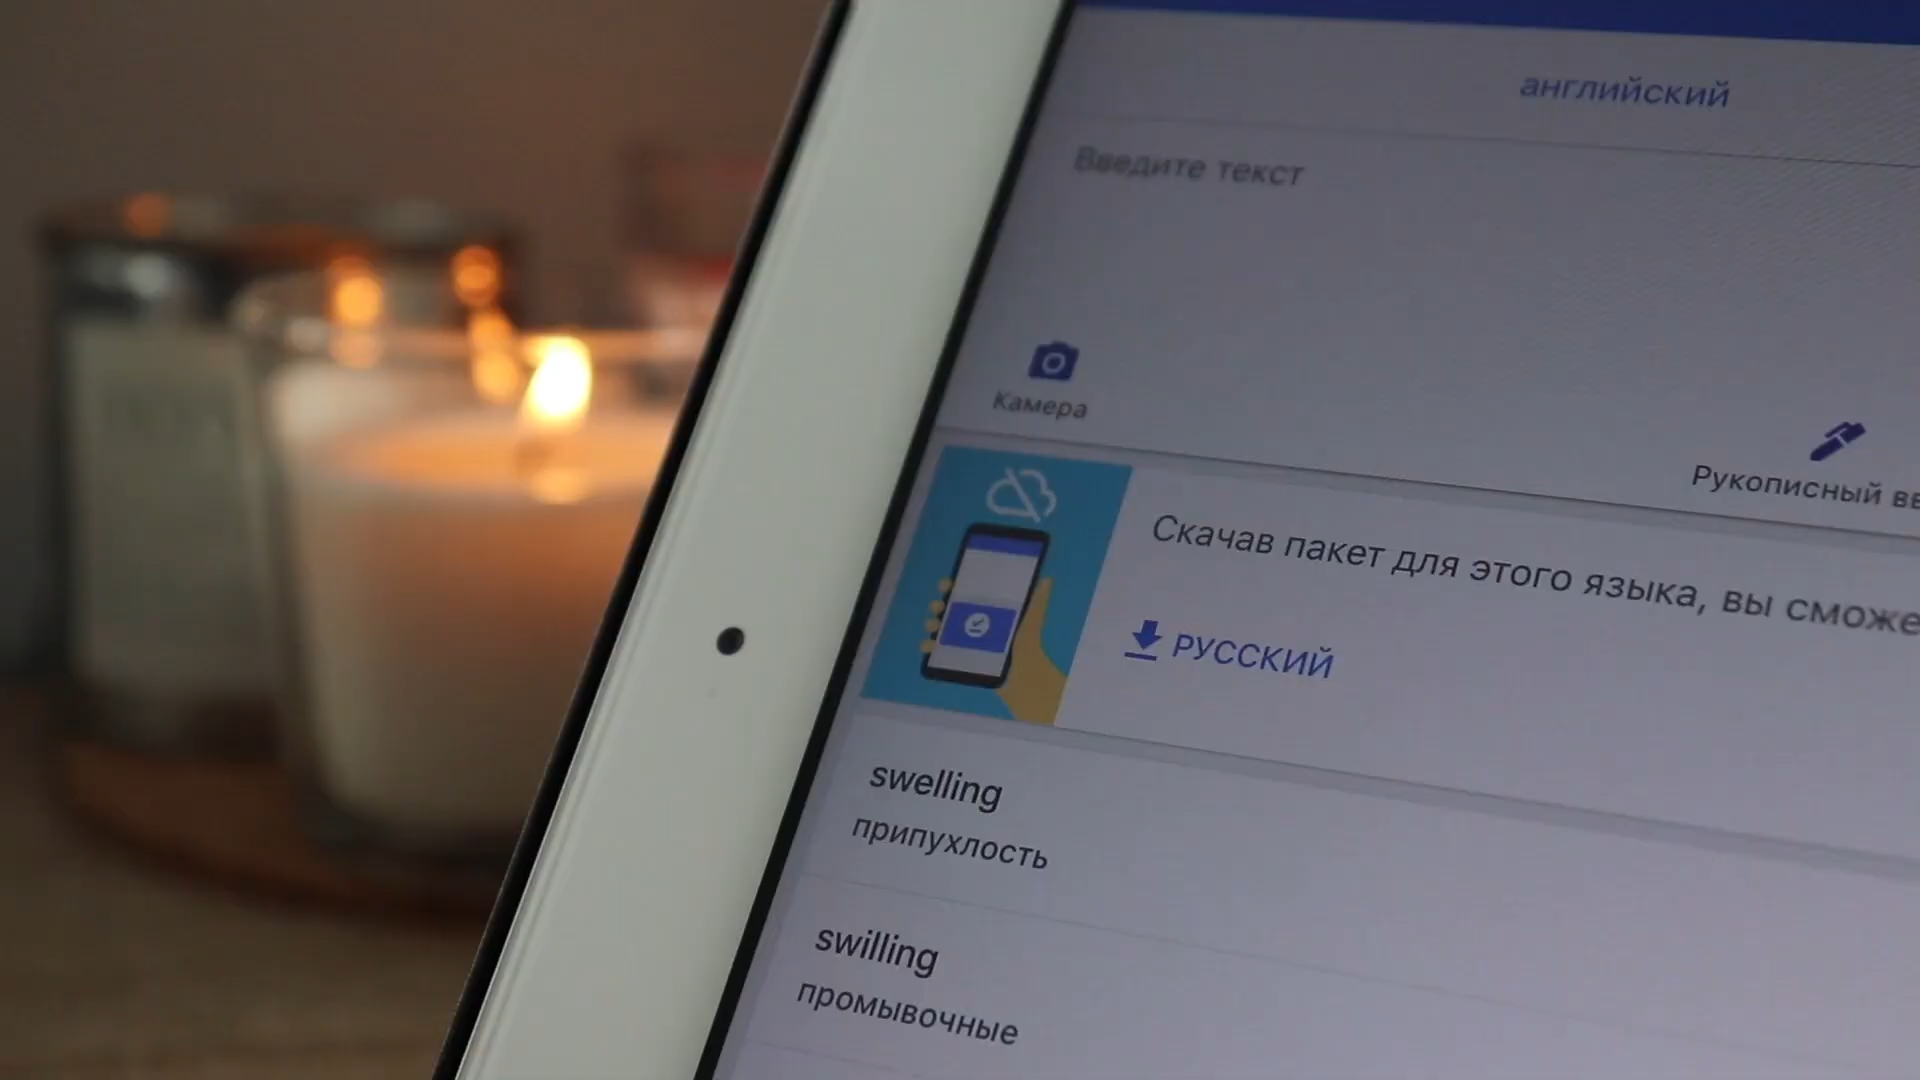 английский
Введите текст
Камера
Рукописный
Скачав пакет для этого языка, вы
РУССКИЙ
swelling
припухлость
swilling
промывочные